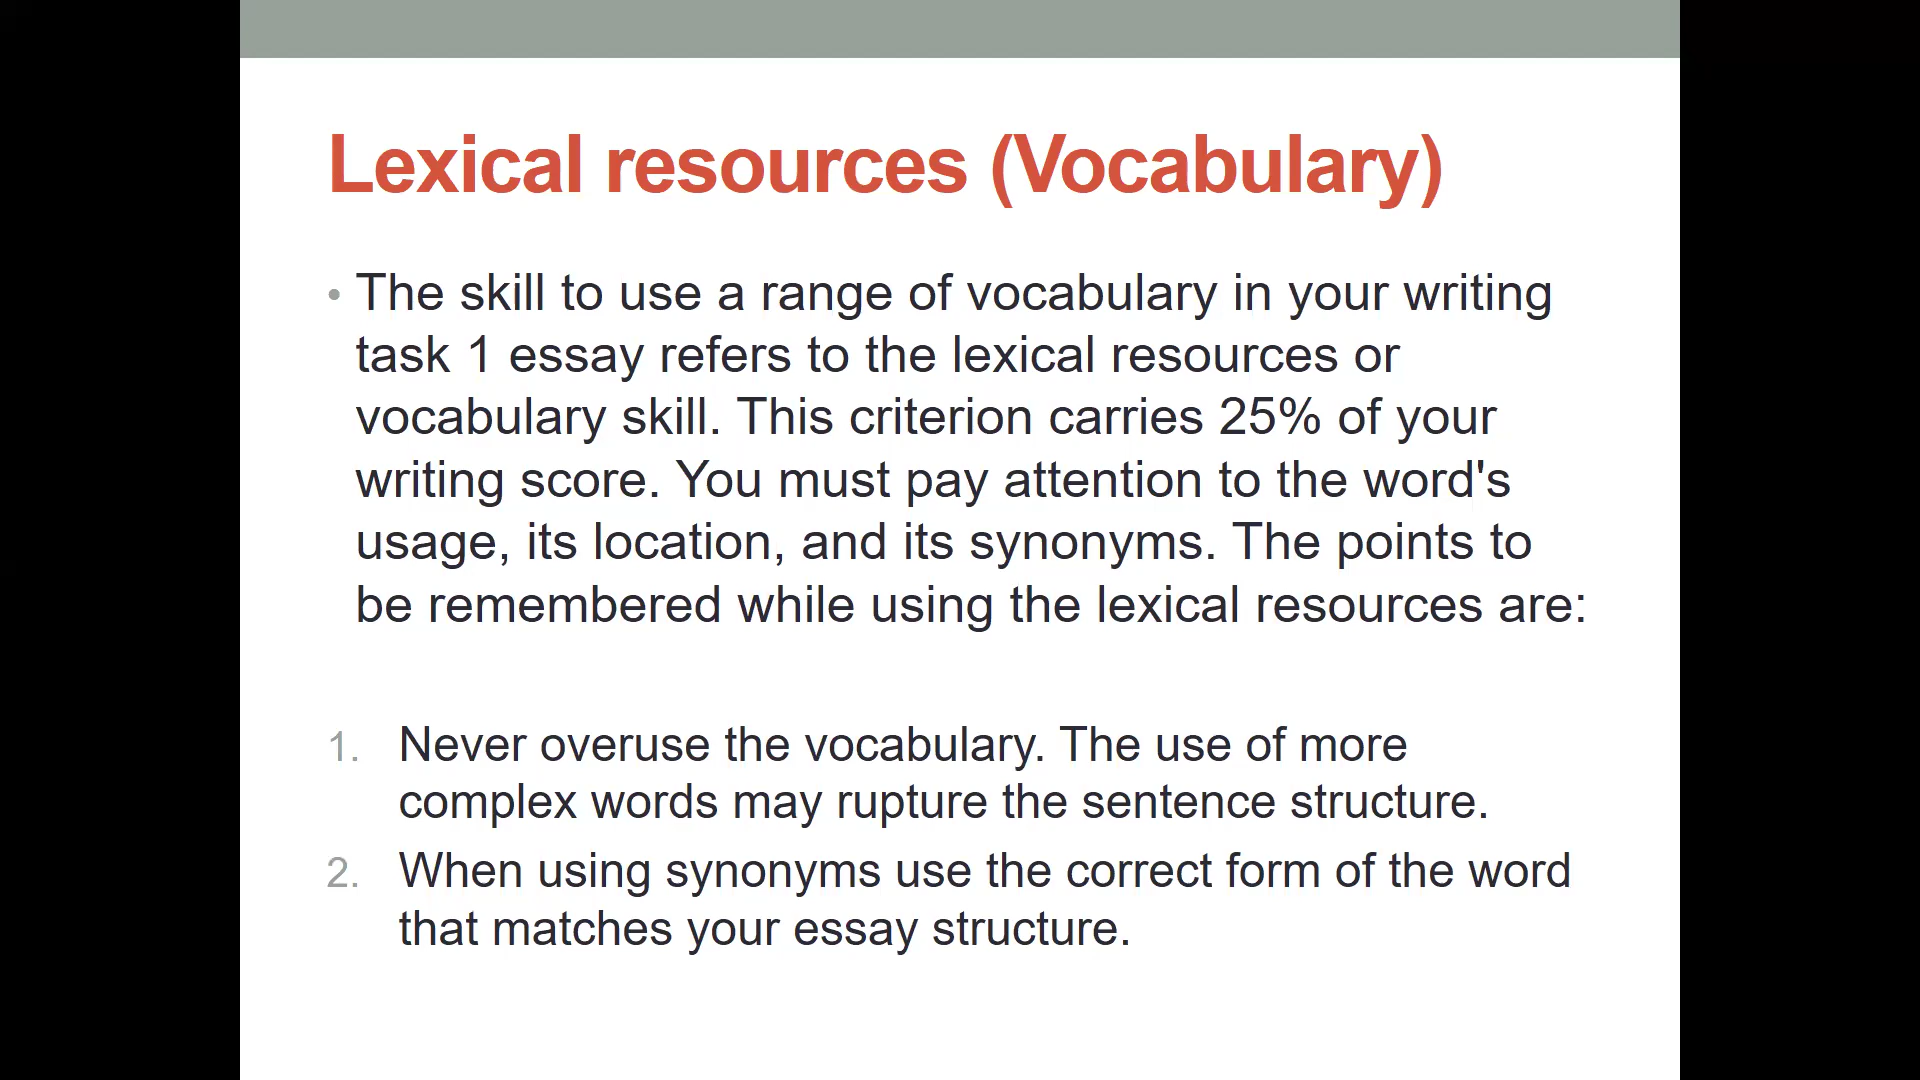 Lexical resources (Vocabulary)
• The skill to use a range of vocabulary in your writing
task 1 essay refers to the lexical resources or
vocabulary skill. This criterion carries 25% of your
writing score. You must pay attention to the word's
usage, its location, and its synonyms. The points to
be remembered while using the lexical resources are:
1. Never overuse the vocabulary. The use of more
complex words may rupture the sentence structure.
2. When using synonyms use the correct form of the word
that matches your essay structure.